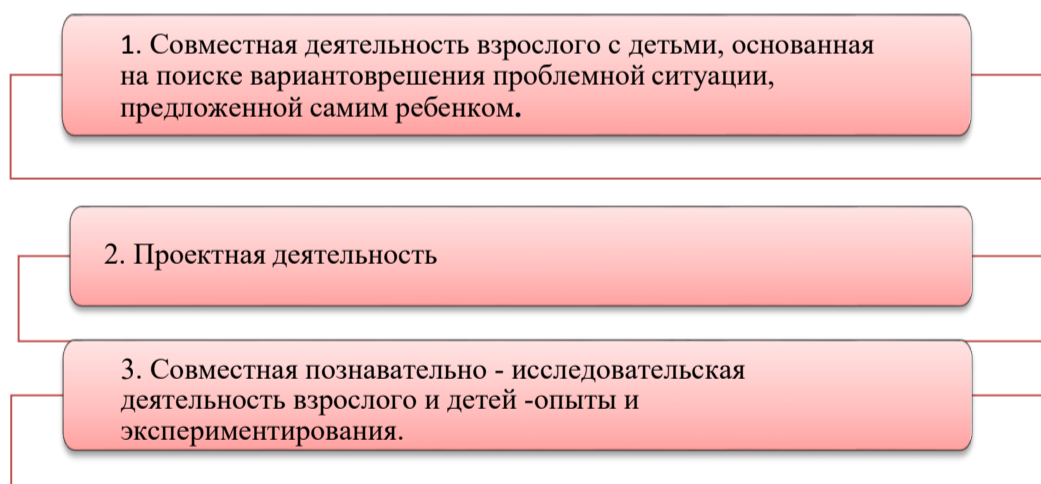 1. Совместная деятельность взрослого с детьми, основанная
на поиске вариантоврешения проблемной ситуации,
предложенной самим ребенком.
2. Проектная деятельность
3. Совместная познавательно - исследовательская
деятельность взрослого и детей -опыты и
экспериментирования.